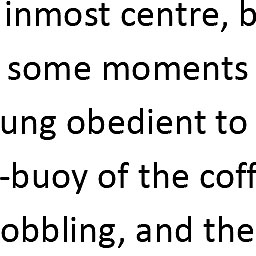 inmost centre, b
some moments
ung obedient to
-buoy of the coff
obbling, and the